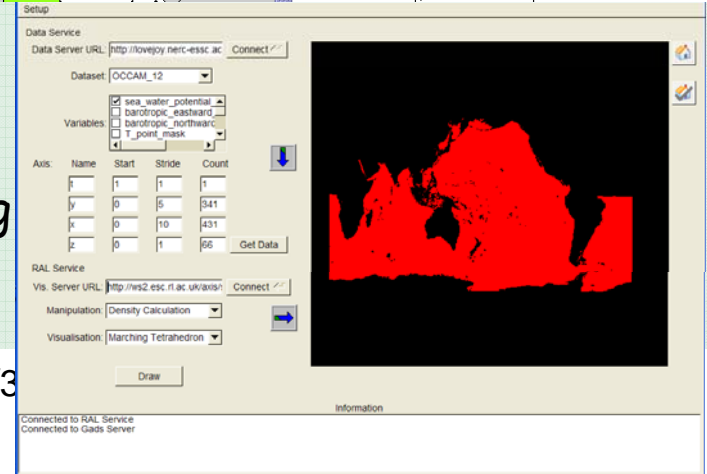 Setup
Data Service
Data Server URL: http://lovejoy.nerc-essc.ac Connect
Dataset: OCCAM_12
Variables:
sea_water_potential
barotropic_eastward_
barotropic_northward
T_point_mask
Axis: Name Start Stride Count
t 1 1 1
y 0 5 341
x 0 10 431
z 0 1 66 Get Data
RAL Service
Vis. Server URL: http://ws2.esc.rl.ac.uk/axis/ Connect
Manipulation: Density Calculation
Visualisation: Marching Tetrahedron
Draw
Information
Connected to RAL Service
Connected to Gads Server
g
3